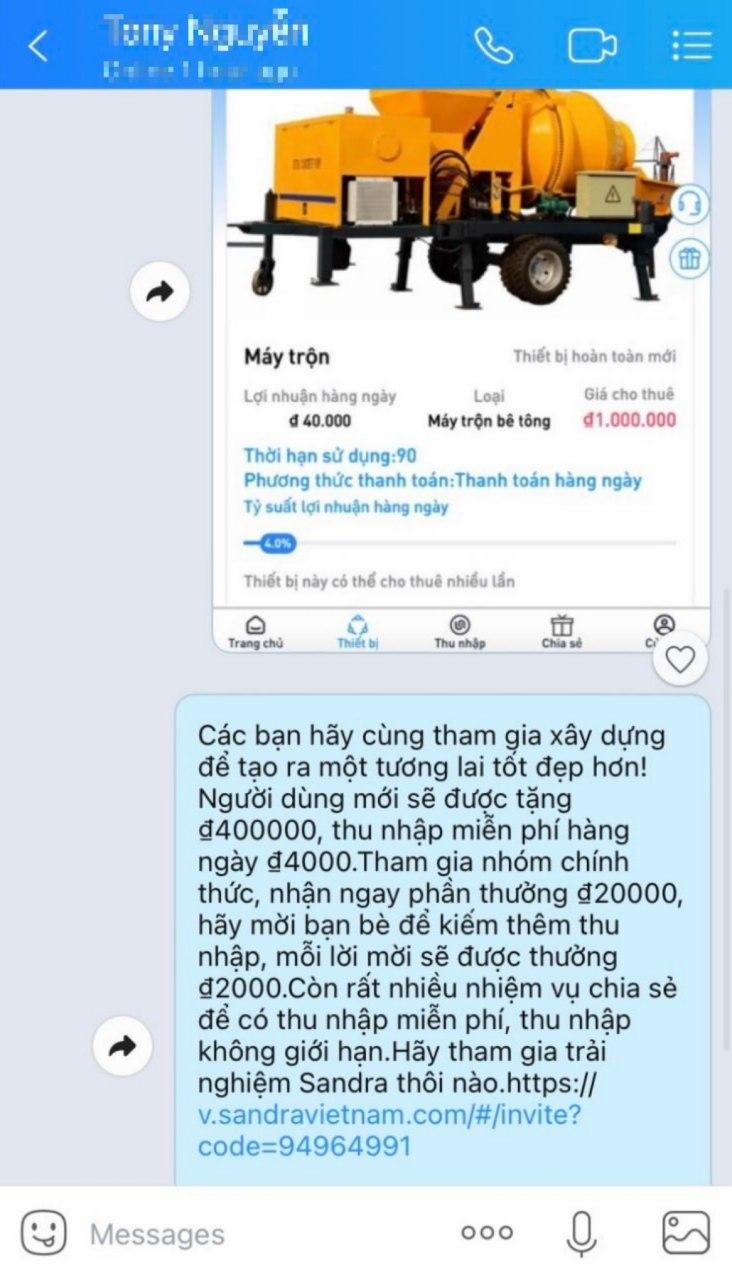 Tony Nguyễn
Máy trộn
Thiết bị hoàn toàn mới
Lợi nhuận hàng ngày
Loại
Giá cho thuê
₫ 40.000
Máy trộn bê tông
₫1.000.000
Thời hạn sử dụng:90
Phương thức thanh toán:Thanh toán hàng ngày
Tỷ suất lợi nhuận hàng ngày
4.0%
Thiết bị này có thể cho thuê nhiều lần
Trang chủ
Thiết bị
Thu nhập
Chia sẻ
Các bạn hãy cùng tham gia xây dựng
để tạo ra một tương lai tốt đẹp hơn!
Người dùng mới sẽ được tặng
₫400000, thu nhập miễn phí hàng
ngày ₫4000.Tham gia nhóm chính
thức, nhận ngay phần thưởng ₫20000,
hãy mời bạn bè để kiếm thêm thu
nhập, mỗi lời mời sẽ được thưởng
₫2000.Còn rất nhiều nhiệm vụ chia sẻ
để có thu nhập miễn phí, thu nhập
không giới hạn.Hãy tham gia trải
nghiệm Sandra thôi nào.https://
v.sandravietnam.com/#/invite?
code=94964991
Messages